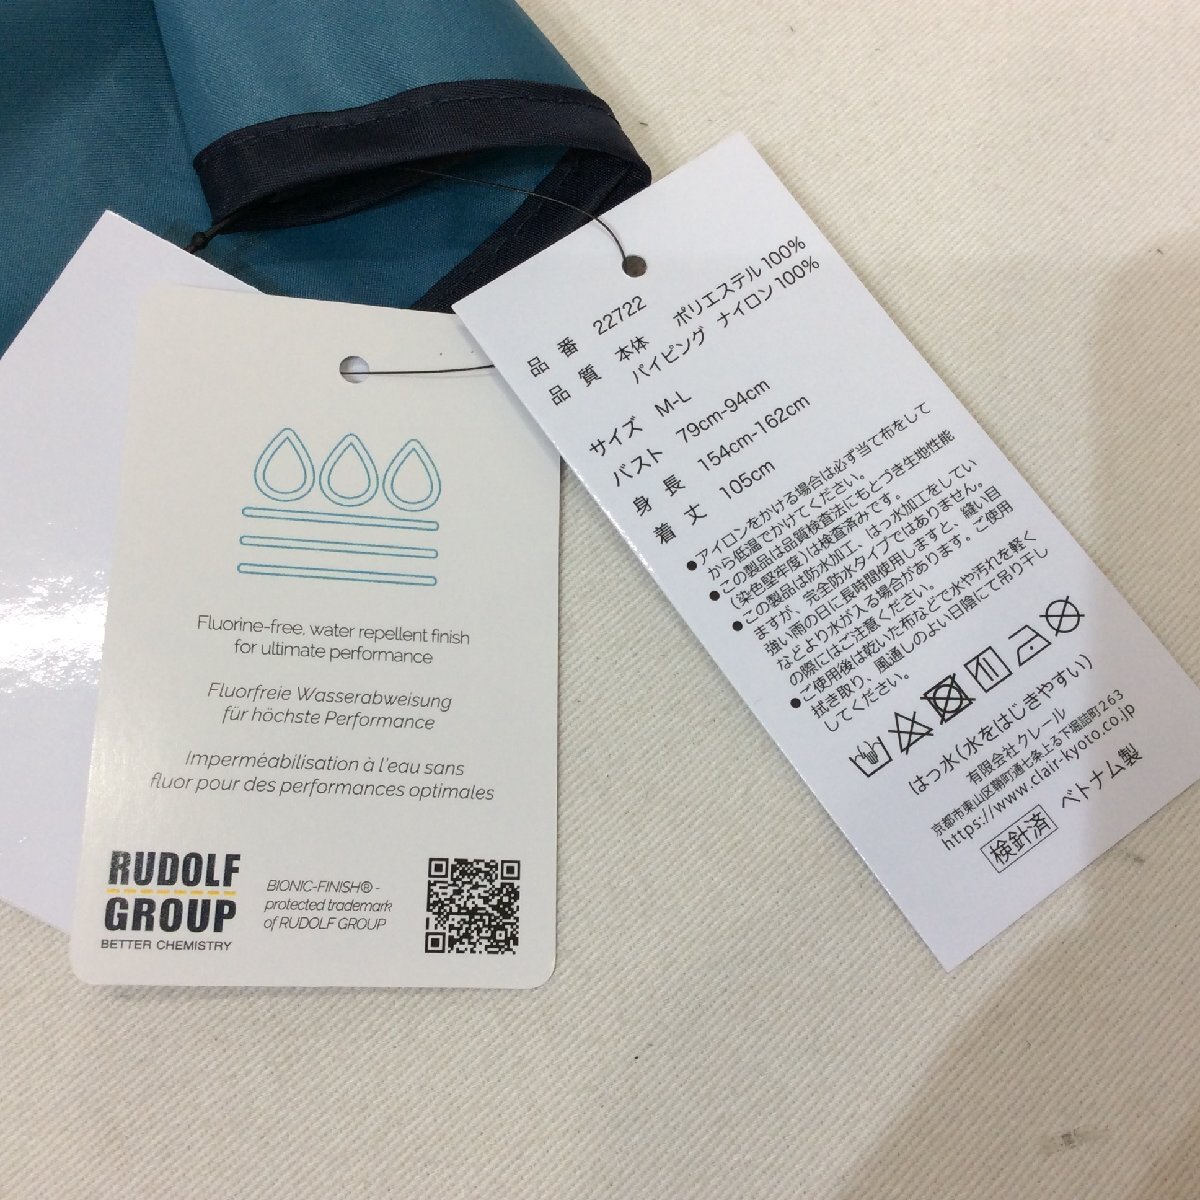 Fluorine-free, water repellent finish
for ultimate performance
Fluorfreie Wasserabweisung
für höchste Performance
Imperméabilisation à l'eau sans
fluor pour des performances optimales
RUDOLF
GROUP
BETTER CHEMISTRY
BIONIC-FINISH® -
protected trademark
of RUDOLF GROUP
品番 22722
品質 本体 ポリエステル 100%
パイピング ナイロン 100%
サイズ M-L
バスト 79cm-94cm
身長 154cm-162cm
着丈 105cm
●アイロンをかける場合は必ず当て布をして
から低温でかけてください。
●この製品は品質検査法にもとづき生地性能
(染色堅牢度)は検査済みです。
●この製品は防水加工、はっ水加工をしてい
ますが、完全防水タイプではありません。
強い雨の日に長時間使用しますと、縫い目
などより水が入る場合があります。ご使用
の際にはご注意ください。
●ご使用後は乾いた布などで水や汚れを軽く
拭き取り、風通しのよい日陰にて吊り干し
してください。
はっ水(水をはじきやすい)
有限会社クレール
京都市東山区鞘町通七条上る下堀詰町263
https://www.clair-kyoto.co.jp
検針済 ベトナム製